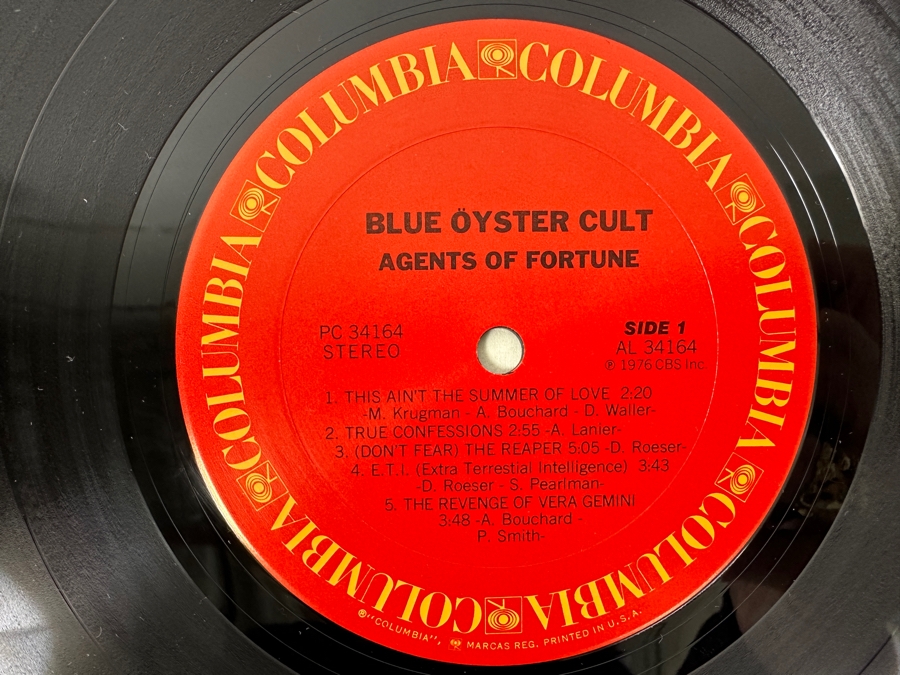 COLUMBIA COLUMBIA COLUMBIA COLUMBIA COLUMBIA COLUMBIA
BLUE ÖYSTER CULT
AGENTS OF FORTUNE
PC 34164
STEREO
SIDE 1
AL 34164
℗ 1976 CBS Inc.
1. THIS AIN'T THE SUMMER OF LOVE 2:20
-M. Krugman - A. Bouchard - D. Waller-
2. TRUE CONFESSIONS 2:55 -A. Lanier-
3. (DON'T FEAR) THE REAPER 5:05 -D. Roeser-
4. E.T.I. (Extra Terrestial Intelligence) 3:43
-D. Roeser - S. Pearlman-
5. THE REVENGE OF VERA GEMINI
3:48 -A. Bouchard -
P. Smith-
®"COLUMBIA", MARCAS REG. PRINTED IN U.S.A.